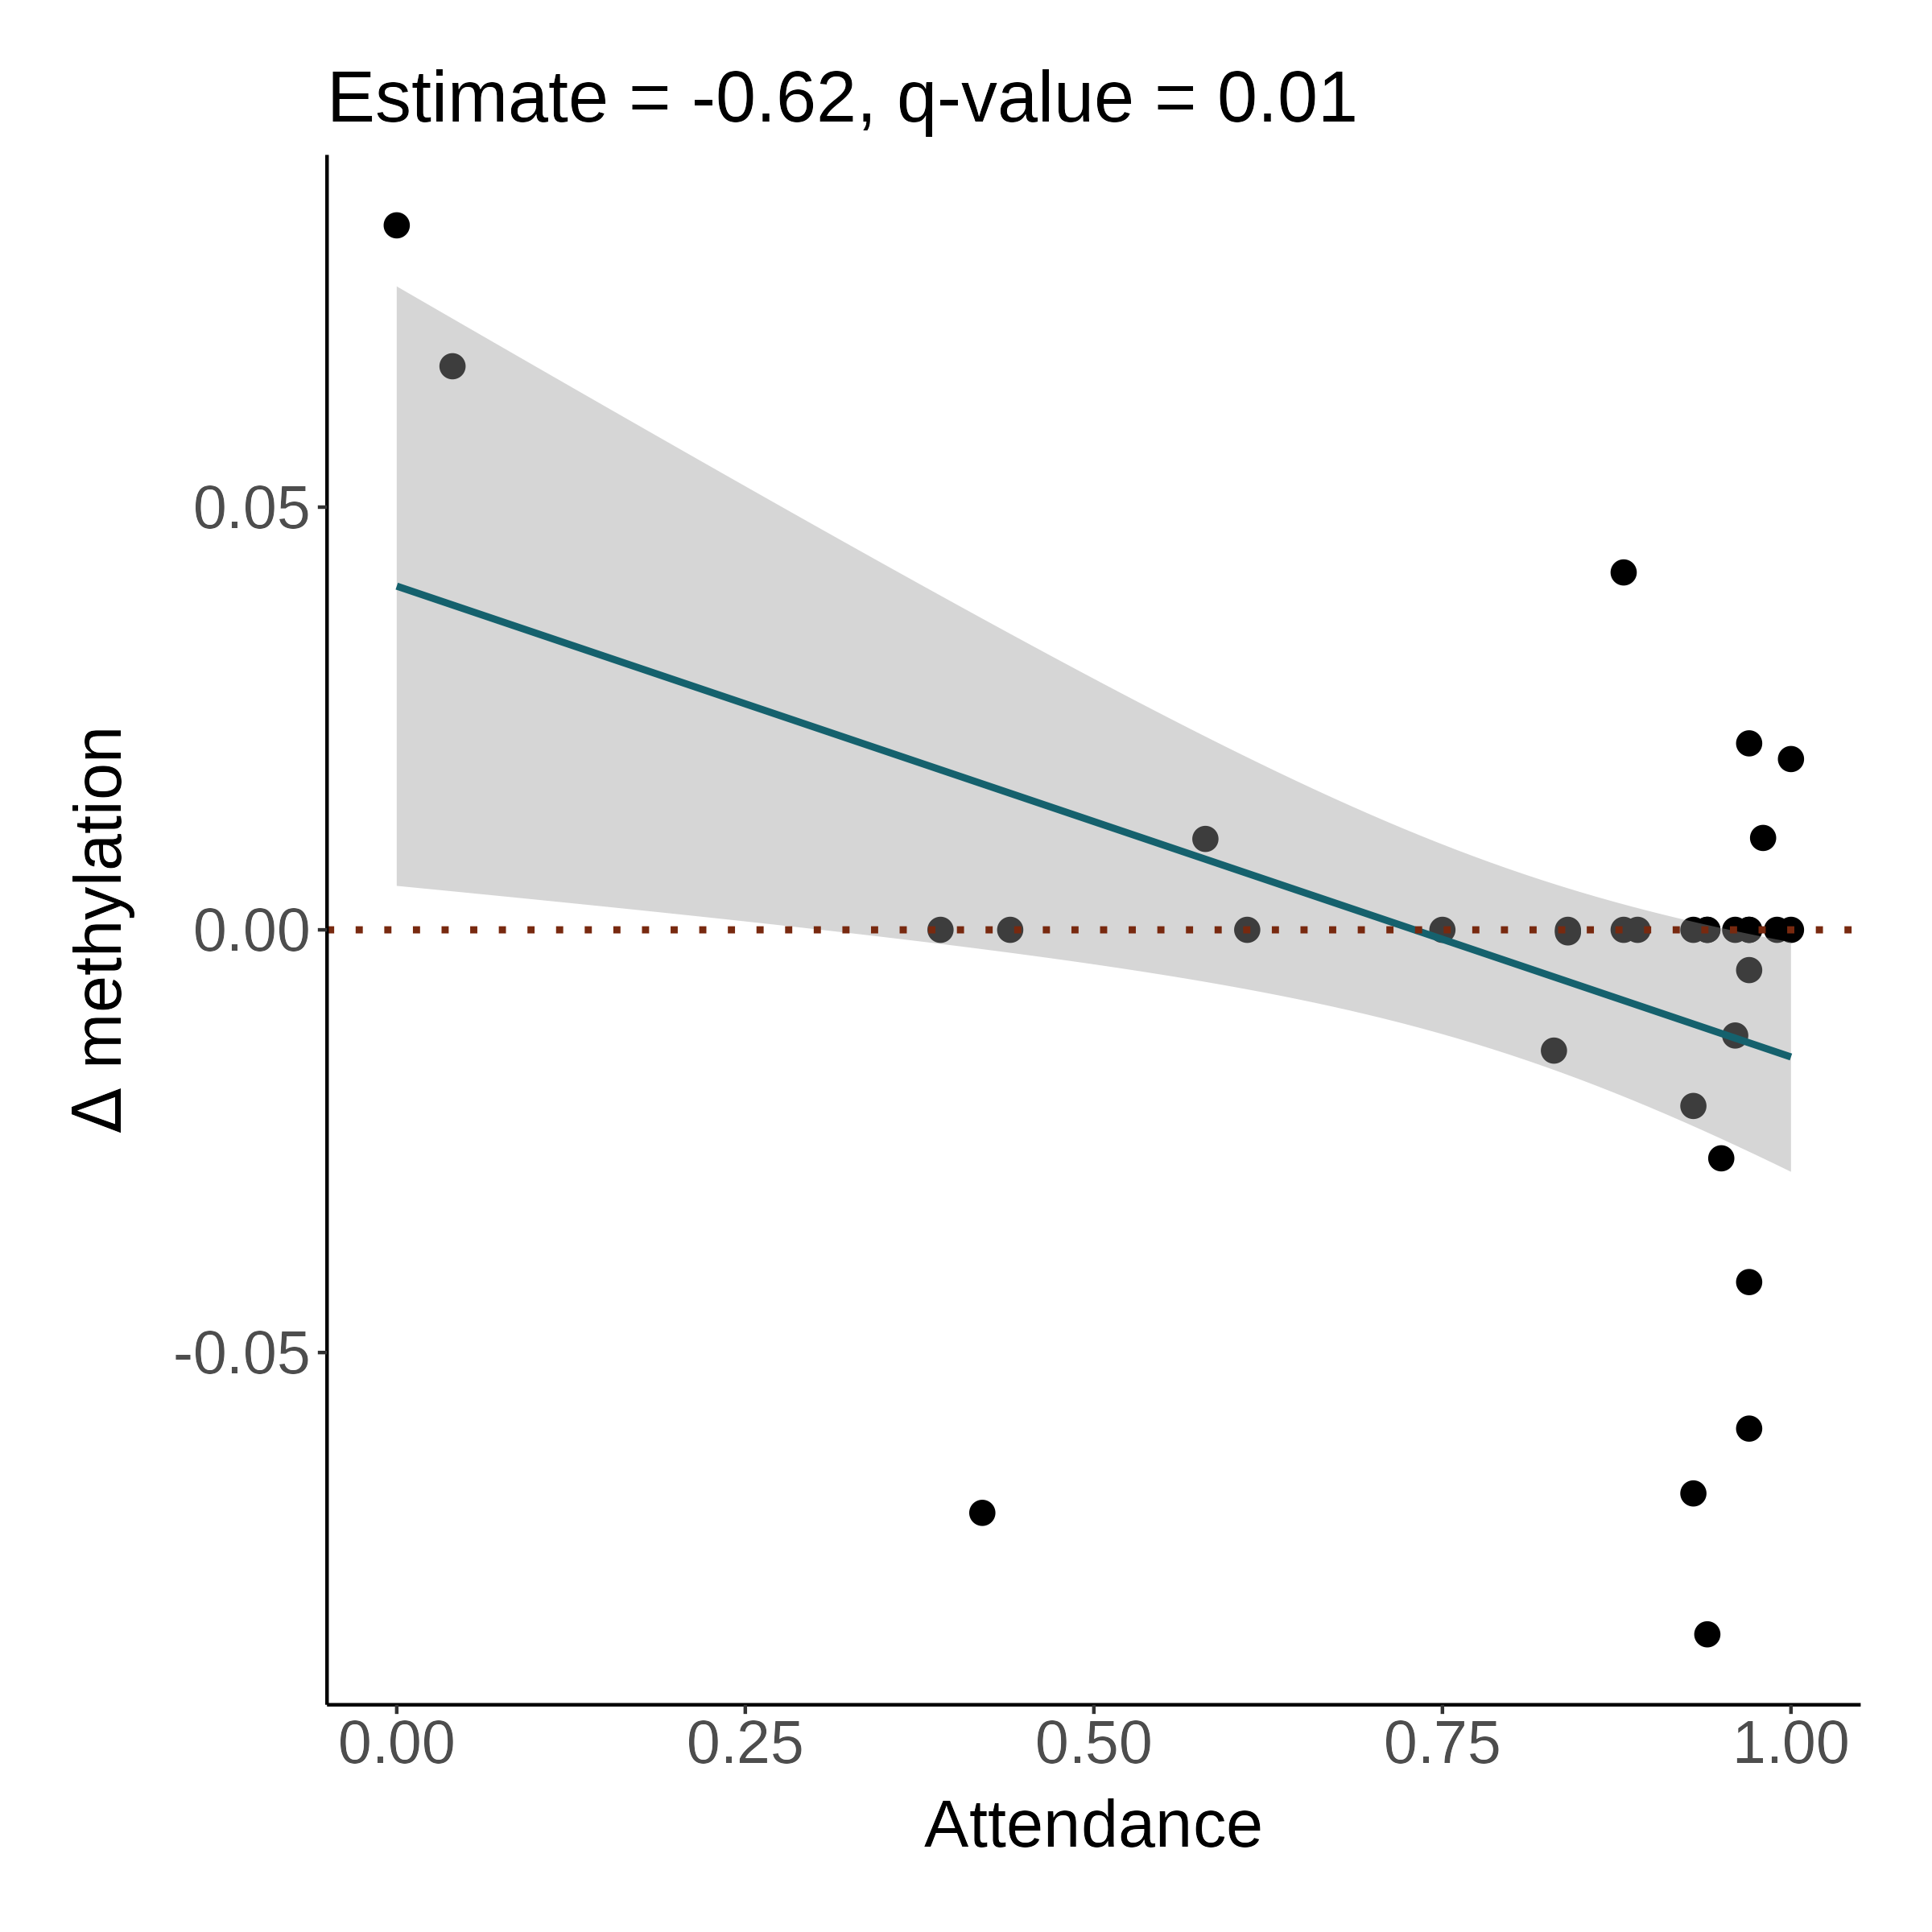 Estimate = -0.62, q-value = 0.01
0.05
0.00
-0.05
Δ methylation
0.00 0.25 0.50 0.75 1.00
Attendance